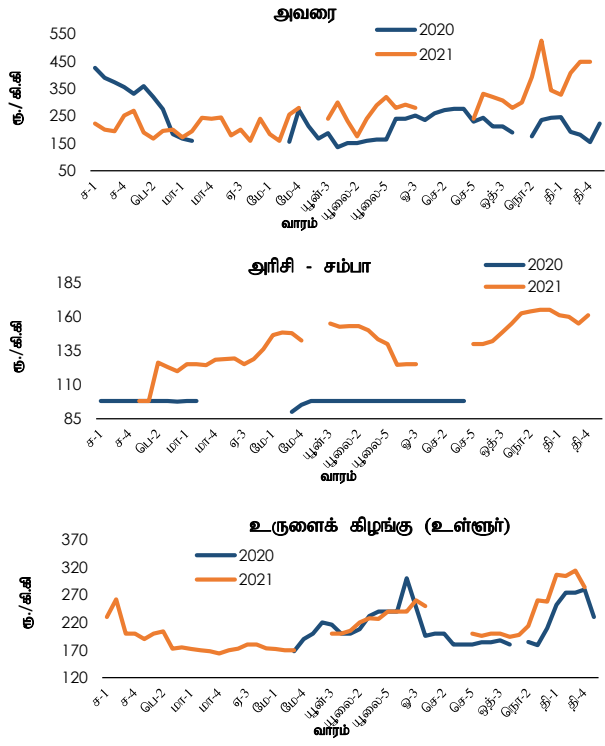 அவரை
2020
2021
ரூ./கி.கி
550
450
350
250
150
50
ச-1
ச-4
பெ-2
மா-1
மா-4
ஏ-3
மே-1
மே-4
யூன்-3
யூலை-2
யூலை-5
ஓ-3
செ-2
செ-5
ஒத்-3
நொ-2
தி-1
தி-4
வாரம்
அரிசி - சம்பா
2020
2021
ரூ./கி.கி
185
160
135
110
85
ச-1
ச-4
பெ-2
மா-1
மா-4
ஏ-3
மே-1
மே-4
யூன்-3
யூலை-2
யூலை-5
ஓ-3
செ-2
செ-5
ஒத்-3
நொ-2
தி-1
தி-4
வாரம்
உருளைக் கிழங்கு (உள்ளூர்)
2020
2021
ரூ./கி.கி
370
320
270
220
170
120
ச-1
ச-4
பெ-2
மா-1
மா-4
ஏ-3
மே-1
மே-4
யூன்-3
யூலை-2
யூலை-5
ஓ-3
செ-2
செ-5
ஒத்-3
நொ-2
தி-1
தி-4
வாரம்